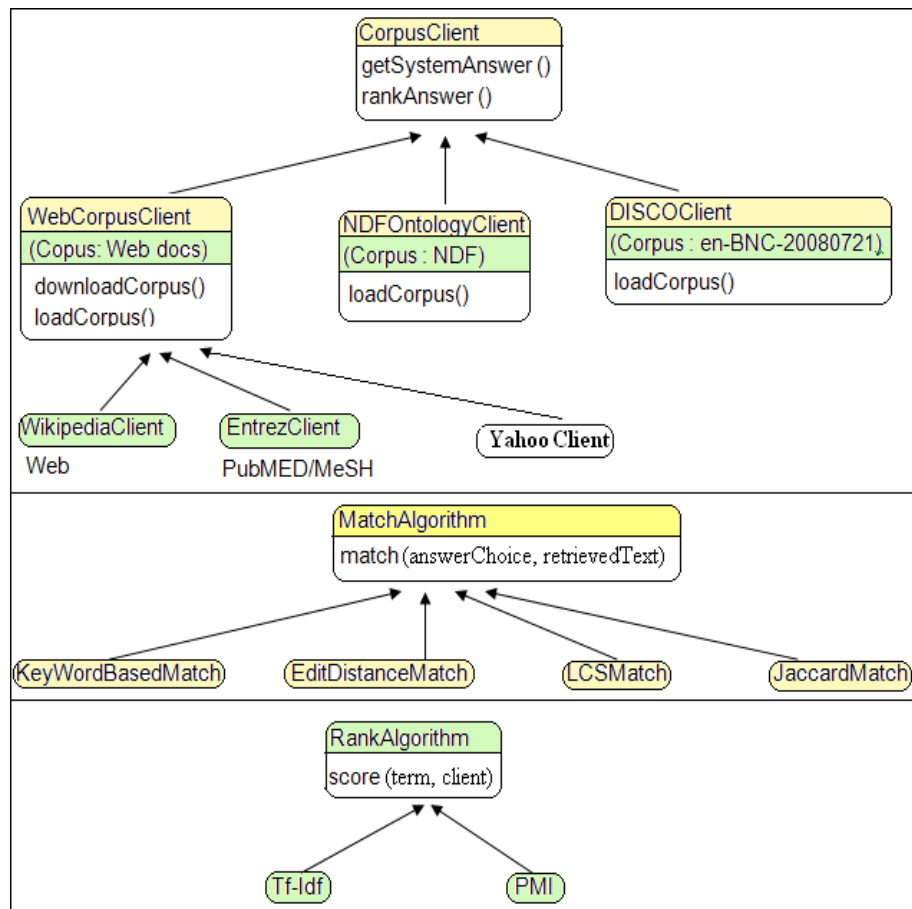 CorpusClient
getSystemAnswer ()
rankAnswer ()
WebCorpusClient
(Copus: Web docs)
downloadCorpus()
loadCorpus()
NDFOntologyClient
(Corpus : NDF)
loadCorpus()
DISCOClient
(Corpus : en-BNC-20080721)
loadCorpus()
WikipediaClient
Web
EntrezClient
PubMED/MeSH
Yahoo Client
MatchAlgorithm
match (answerChoice, retrievedText)
KeyWordBasedMatch
EditDistanceMatch
LCSMatch
JaccardMatch
RankAlgorithm
score (term, client)
Tf-Idf
PMI